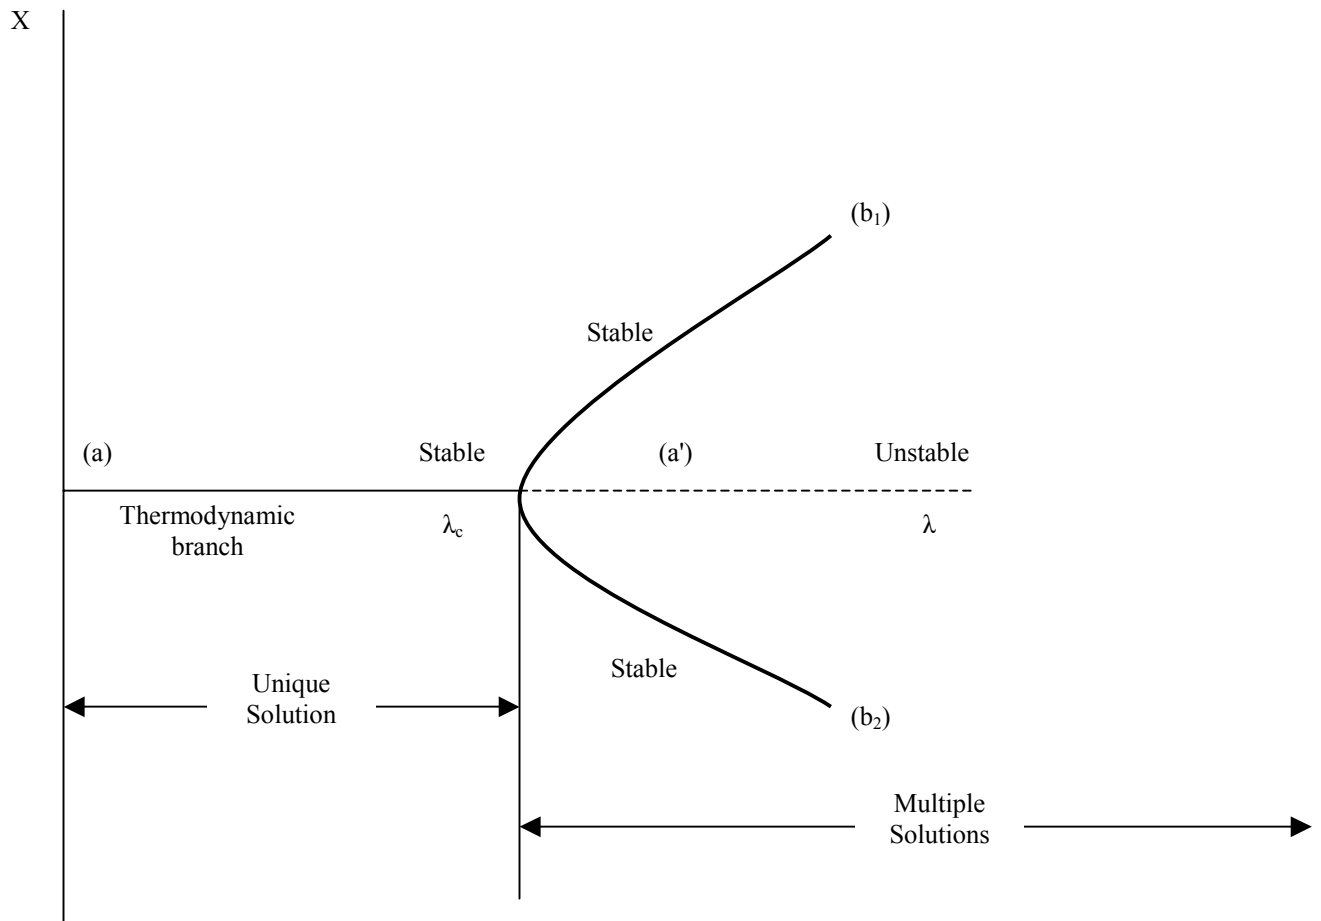 X
(b₁)
Stable
(a)
Stable
(a')
Unstable
Thermodynamic
branch
λc
λ
Stable
Unique
Solution
(b₂)
Multiple
Solutions